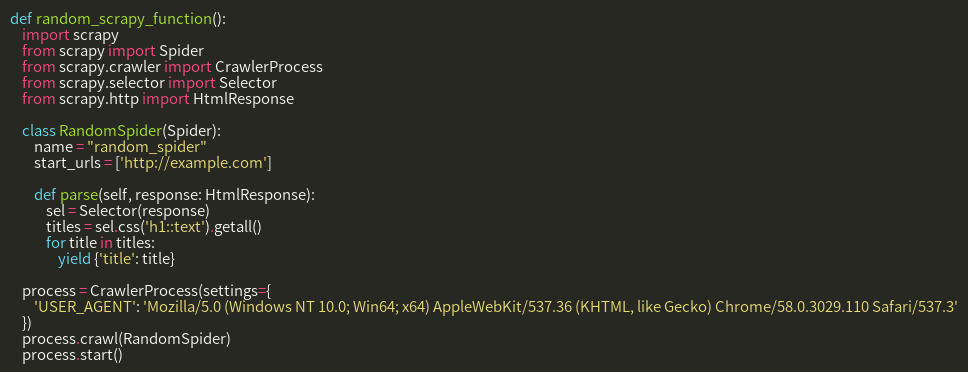 def random_scrapy_function():
    import scrapy
    from scrapy import Spider
    from scrapy.crawler import CrawlerProcess
    from scrapy.selector import Selector
    from scrapy.http import HtmlResponse

    class RandomSpider(Spider):
        name = "random_spider"
        start_urls = ['http://example.com']

        def parse(self, response: HtmlResponse):
            sel = Selector(response)
            titles = sel.css('h1::text').getall()
            for title in titles:
                yield {'title': title}

    process = CrawlerProcess(settings={
        'USER_AGENT': 'Mozilla/5.0 (Windows NT 10.0; Win64; x64) AppleWebKit/537.36 (KHTML, like Gecko) Chrome/58.0.3029.110 Safari/537.3'
    })
    process.crawl(RandomSpider)
    process.start()